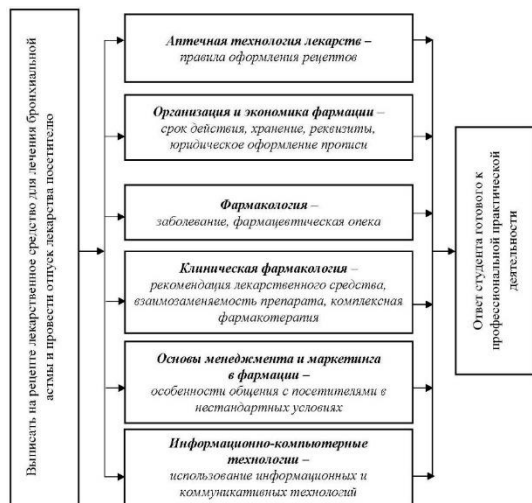 Выписать на рецепте лекарственное средство для лечения бронхиальной
астмы и провести отпуск лекарства посетителю
Аптечная технология лекарств –
правила оформления рецептов
Организация и экономика фармации –
срок действия, хранение, реквизиты,
юридическое оформление прописи
Фармакология –
заболевание, фармацевтическая опека
Клиническая фармакология –
рекомендация лекарственного средства,
взаимозаменяемость препарата, комплексная
фармакотерапия
Основы менеджмента и маркетинга
в фармации –
особенности общения с посетителями в
нестандартных условиях
Информационно-компьютерные
технологии –
использование информационных и
коммуникативных технологий
Ответ студента готового к
профессиональной практической
деятельности